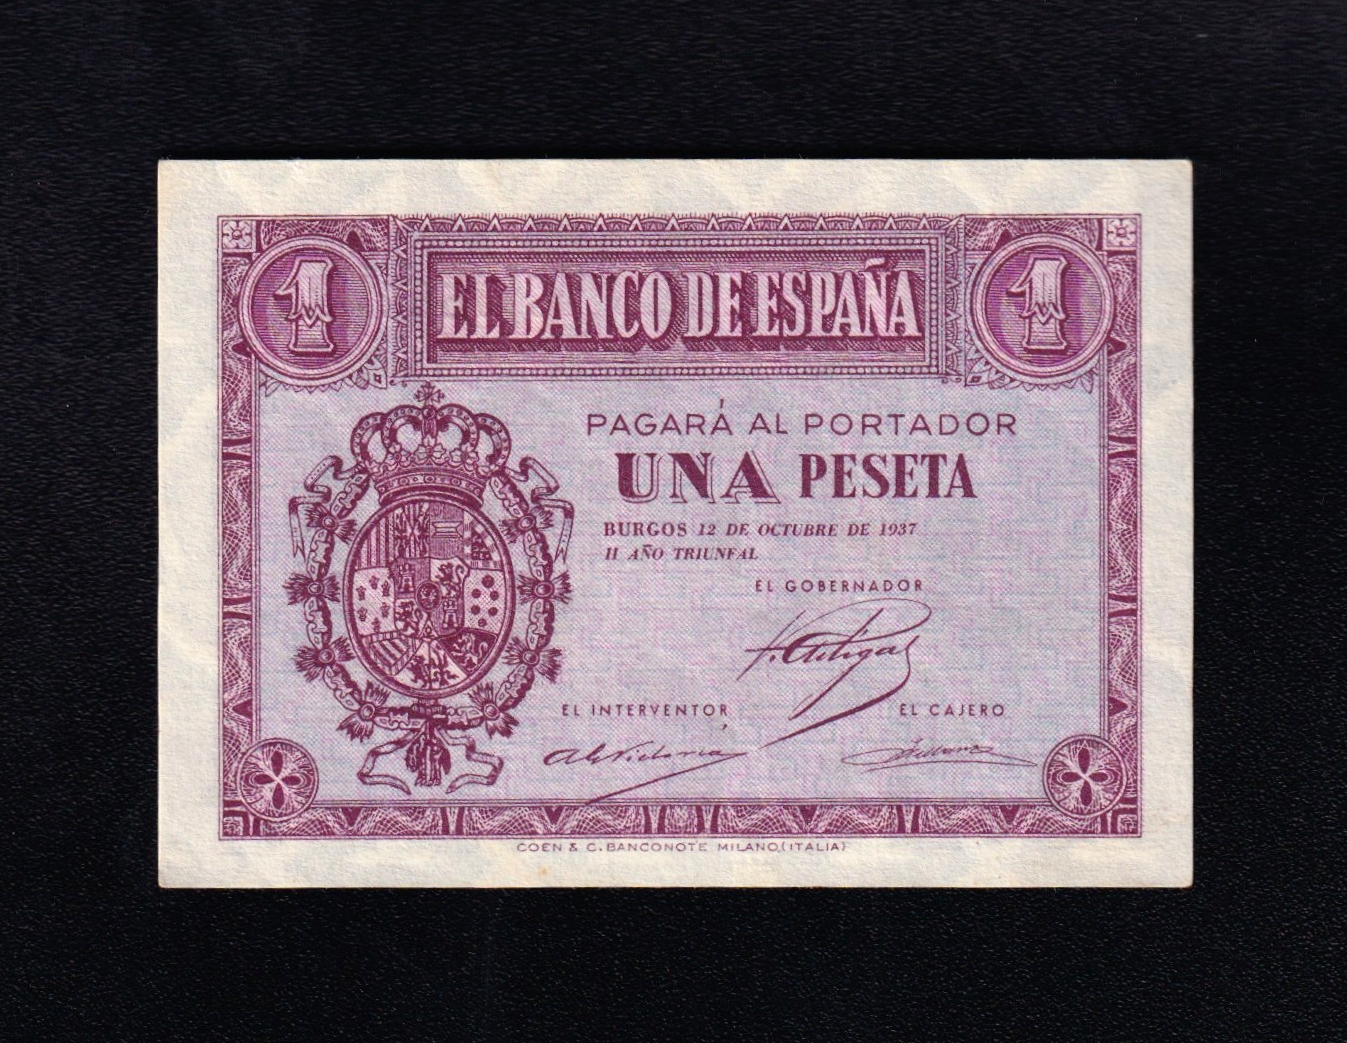 1 EL BANCO DE ESPAÑA 1
PAGARÁ AL PORTADOR
UNA PESETA
BURGOS 12 DE OCTUBRE DE 1937
II AÑO TRIUNFAL
EL GOBERNADOR
EL INTERVENTOR EL CAJERO
COEN & C. BANCONOTE MILANO (ITALIA)